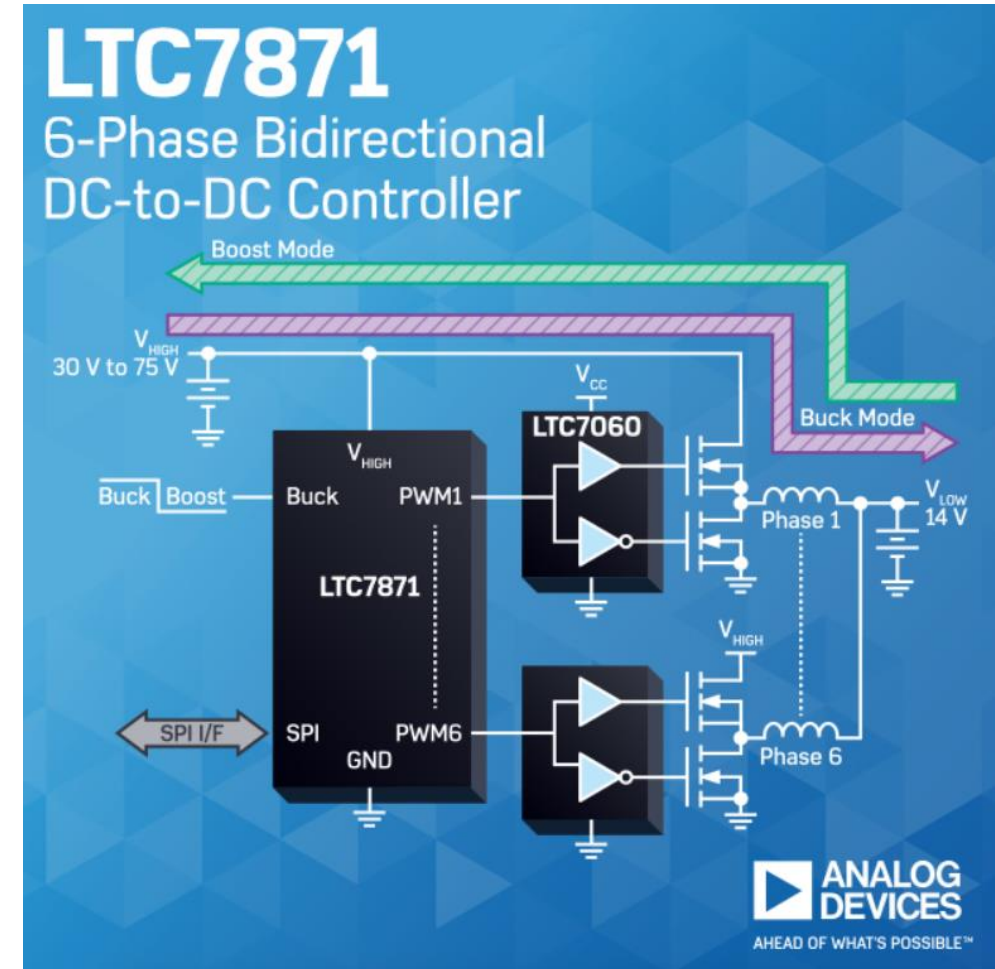 LTC7871
6-Phase Bidirectional
DC-to-DC Controller
Boost Mode
VHIGH
30 V to 75 V
VCC
LTC7060
Buck Mode
VHIGH
Buck Boost
Buck
PWM1
Phase 1
VLOW
14 V
LTC7871
VHIGH
SPI I/F
SPI
PWM6
GND
Phase 6
ANALOG
DEVICES
AHEAD OF WHAT'S POSSIBLE™